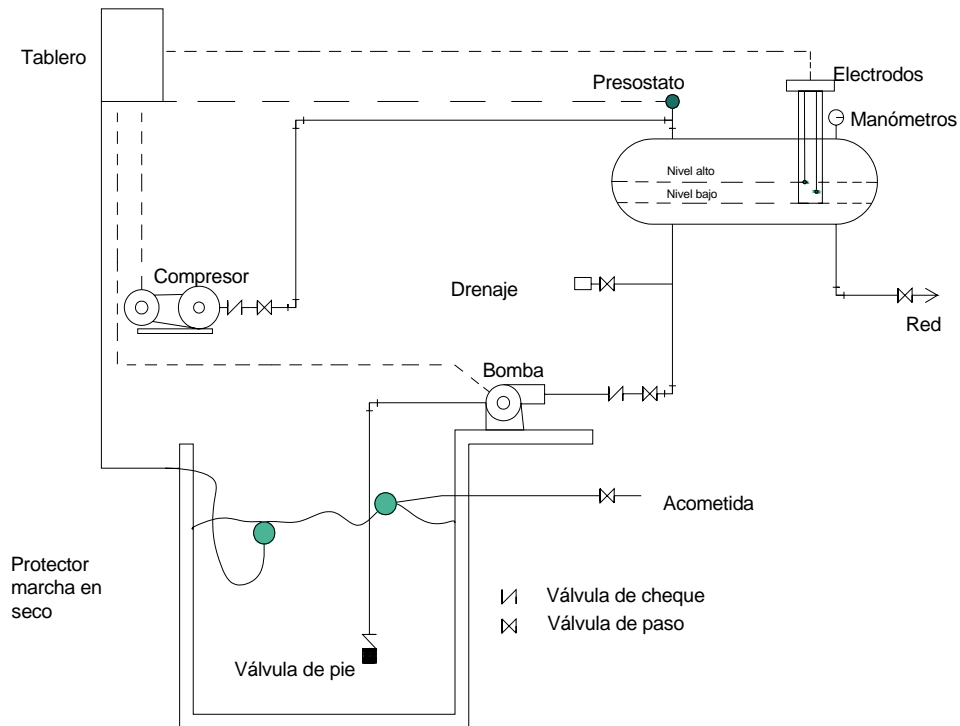 Tablero
Electrodos
Presostato
Manómetros
Nivel alto
Nivel bajo
Compresor
Drenaje
Red
Bomba
Acometida
Protector
marcha en
seco
Válvula de cheque
Válvula de paso
Válvula de pie